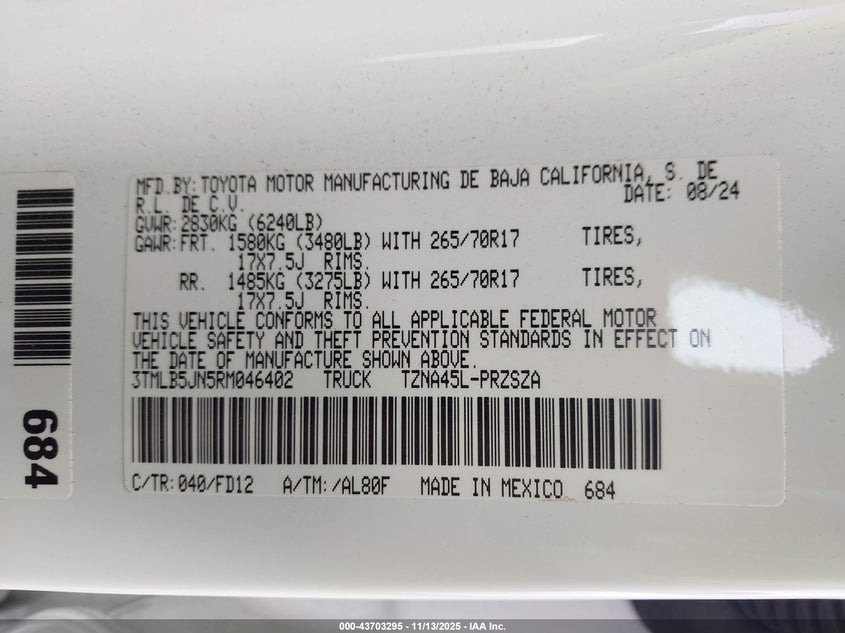 MFD.BY:TOYOTA MOTOR MANUFACTURING DE BAJA CALIFORNIA, S. DE
R.L. DE C.V. DATE: 08/24
GVWR:2830KG (6240LB)
GAWR:FRT. 1580KG (3480LB) WITH 265/70R17 TIRES,
17X7.5J RIMS.
RR. 1485KG (3275LB) WITH 265/70R17 TIRES,
17X7.5J RIMS.
THIS VEHICLE CONFORMS TO ALL APPLICABLE FEDERAL MOTOR
VEHICLE SAFETY AND THEFT PREVENTION STANDARDS IN EFFECT ON
THE DATE OF MANUFACTURE SHOWN ABOVE.
3TMLB5JN5RM046402 TRUCK TZNA45L-PRZSZA
C/TR:040/FD12 A/TM:/AL80F MADE IN MEXICO 684
684
000-43703295 - 11/13/2025 - IAA Inc.